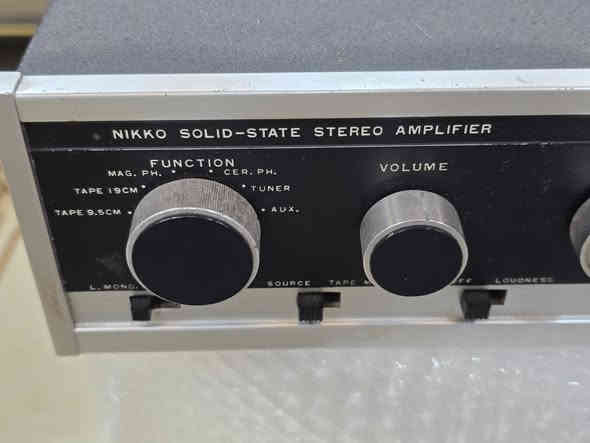 NIKKO SOLID-STATE STEREO AMPLIFIER
FUNCTION
VOLUME
MAG. PH. CER. PH.
TAPE 19CM TUNER
TAPE 9.5CM AUX.
L. MONO. SOURCE TAPE LOUDNESS